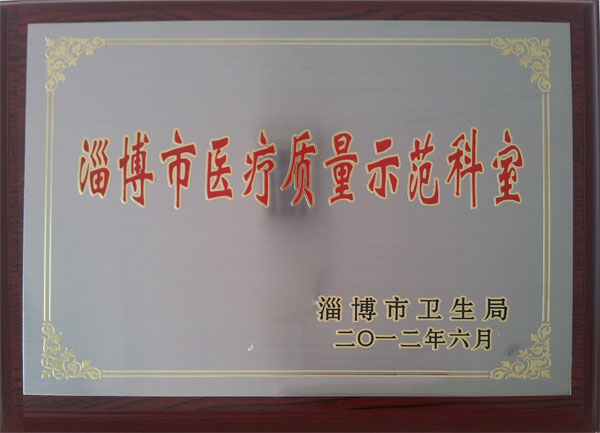 淄博市医疗质量示范科室
淄博市卫生局
二〇一二年六月